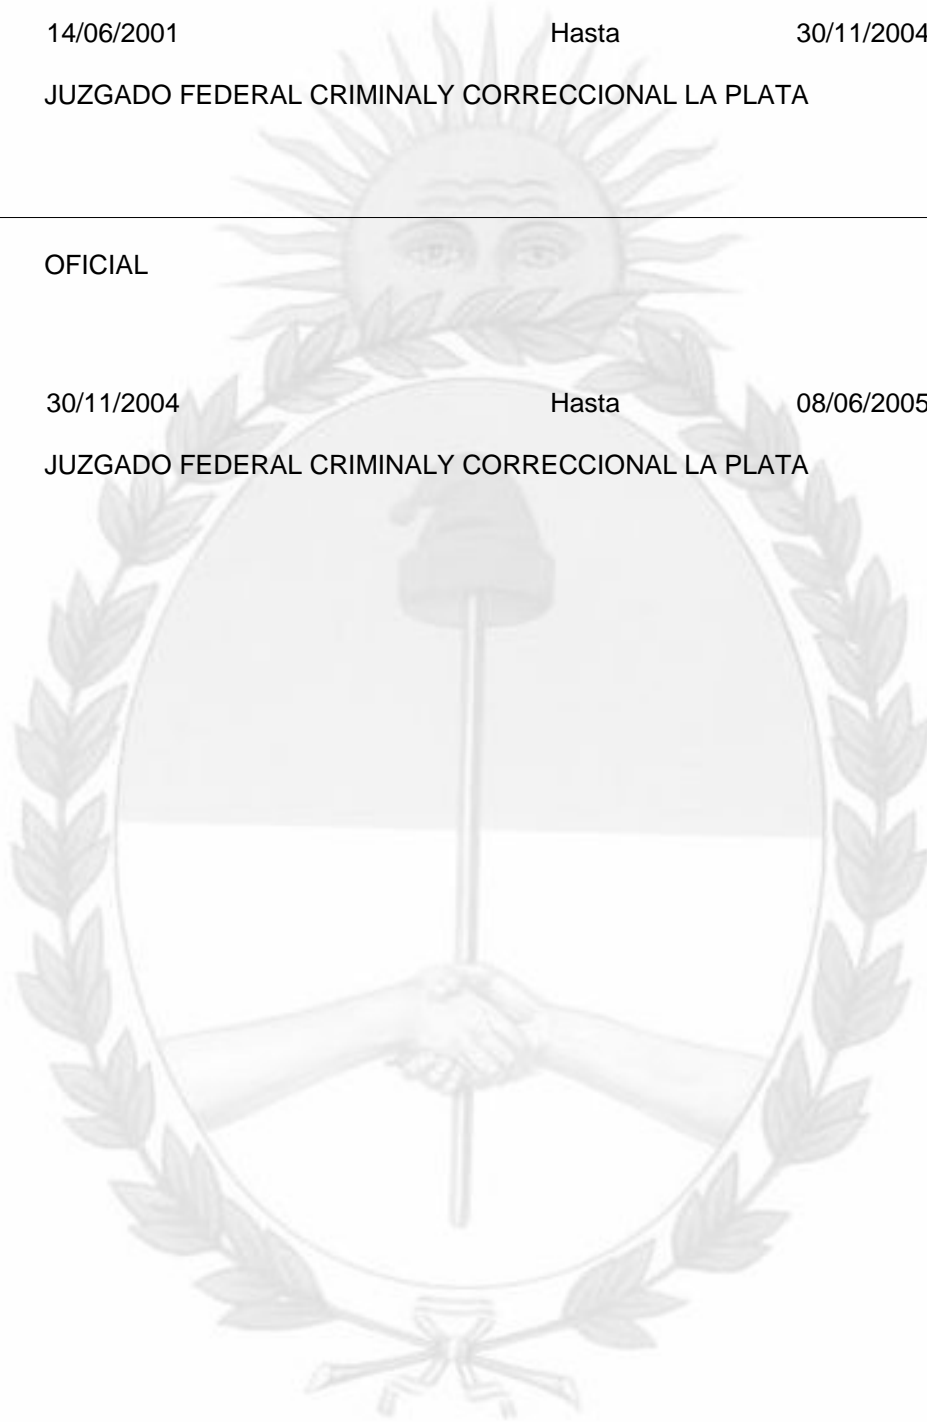 14/06/2001 Hasta 30/11/2004
JUZGADO FEDERAL CRIMINALY CORRECCIONAL LA PLATA
OFICIAL
30/11/2004 Hasta 08/06/2005
JUZGADO FEDERAL CRIMINALY CORRECCIONAL LA PLATA